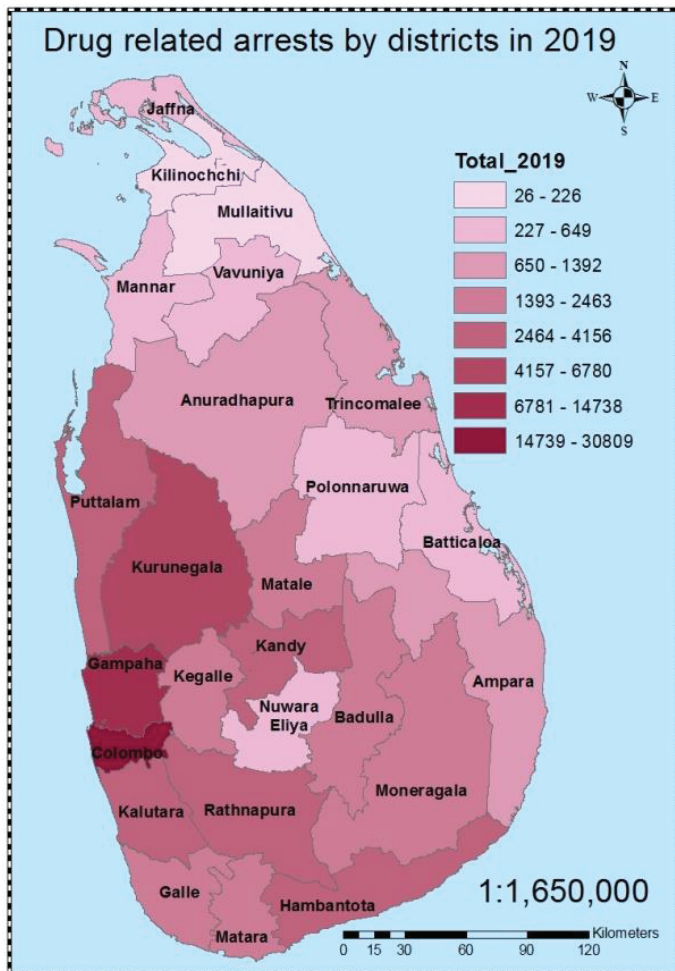 Drug related arrests by districts in 2019
N
W E
S
Jaffna
Total_2019
Kilinochchi
26 - 226
Mullaitivu
227 - 649
Vavuniya
650 - 1392
Mannar
1393 - 2463
2464 - 4156
4157 - 6780
Anuradhapura
Trincomalee
6781 - 14738
14739 - 30809
Polonnaruwa
Puttalam
Batticaloa
Kurunegala
Matale
Kandy
Gampaha
Kegalle
Ampara
Nuwara
Eliya
Badulla
Colombo
Moneragala
Kalutara
Rathnapura
Galle
Hambantota
1:1,650,000
Matara
Kilometers
0 15 30 60 90 120